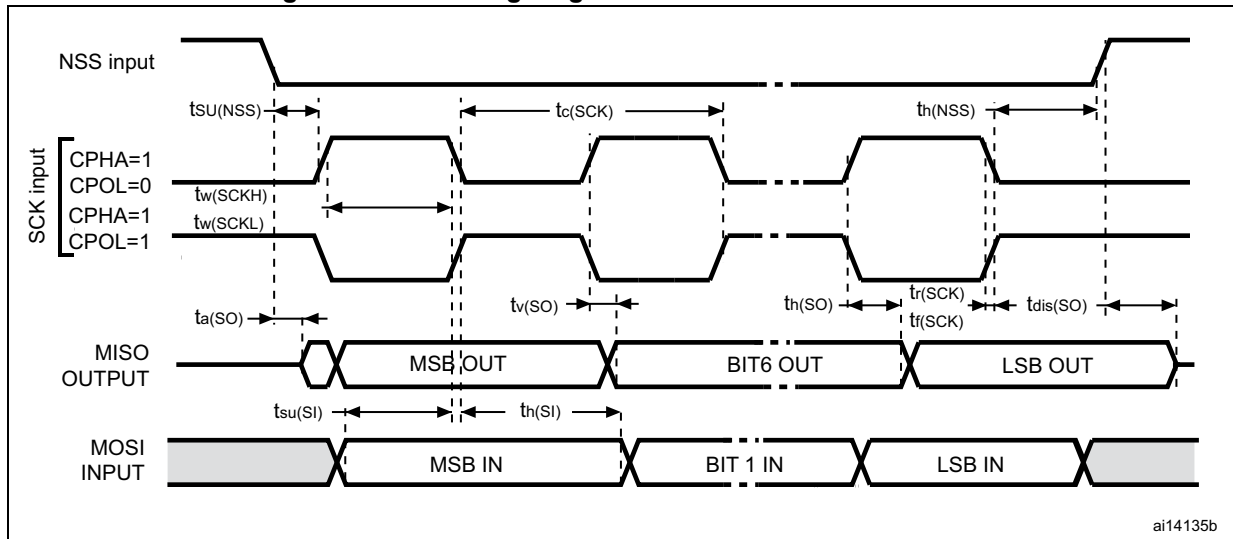 NSS input
tSU(NSS)
tc(SCK)
th(NSS)
SCK input
CPHA=1
CPOL=0
tw(SCKH)
CPHA=1
tw(SCKL)
CPOL=1
tv(SO)
th(SO)
tr(SCK)
tf(SCK)
tdis(SO)
ta(SO)
MISO
OUTPUT
MSB OUT
BIT6 OUT
LSB OUT
tsu(SI)
th(SI)
MOSI
INPUT
MSB IN
BIT 1 IN
LSB IN
ai14135b